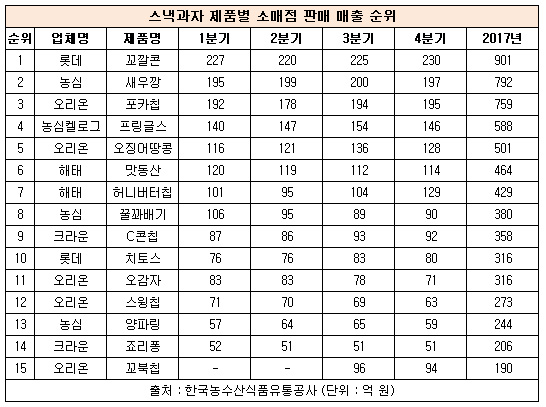 스낵과자 제품별 소매점 판매 매출 순위
순위 업체명 제품명 1분기 2분기 3분기 4분기 2017년
1 롯데 꼬깔콘 227 220 225 230 901
2 농심 새우깡 195 199 200 197 792
3 오리온 포카칩 192 178 194 195 759
4 농심켈로그 프링글스 140 147 154 146 588
5 오리온 오징어땅콩 116 121 136 128 501
6 해태 맛동산 120 119 112 114 464
7 해태 허니버터칩 101 95 104 129 429
8 농심 꿀꽈배기 106 95 89 90 380
9 크라운 C콘칩 87 86 93 92 358
10 롯데 치토스 76 76 83 80 316
11 오리온 오감자 83 83 78 71 316
12 오리온 스윙칩 71 70 69 63 273
13 농심 양파링 57 64 65 59 244
14 크라운 죠리퐁 52 51 51 51 206
15 오리온 꼬북칩 - - 96 94 190
출처 : 한국농수산식품유통공사 (단위 : 억 원)